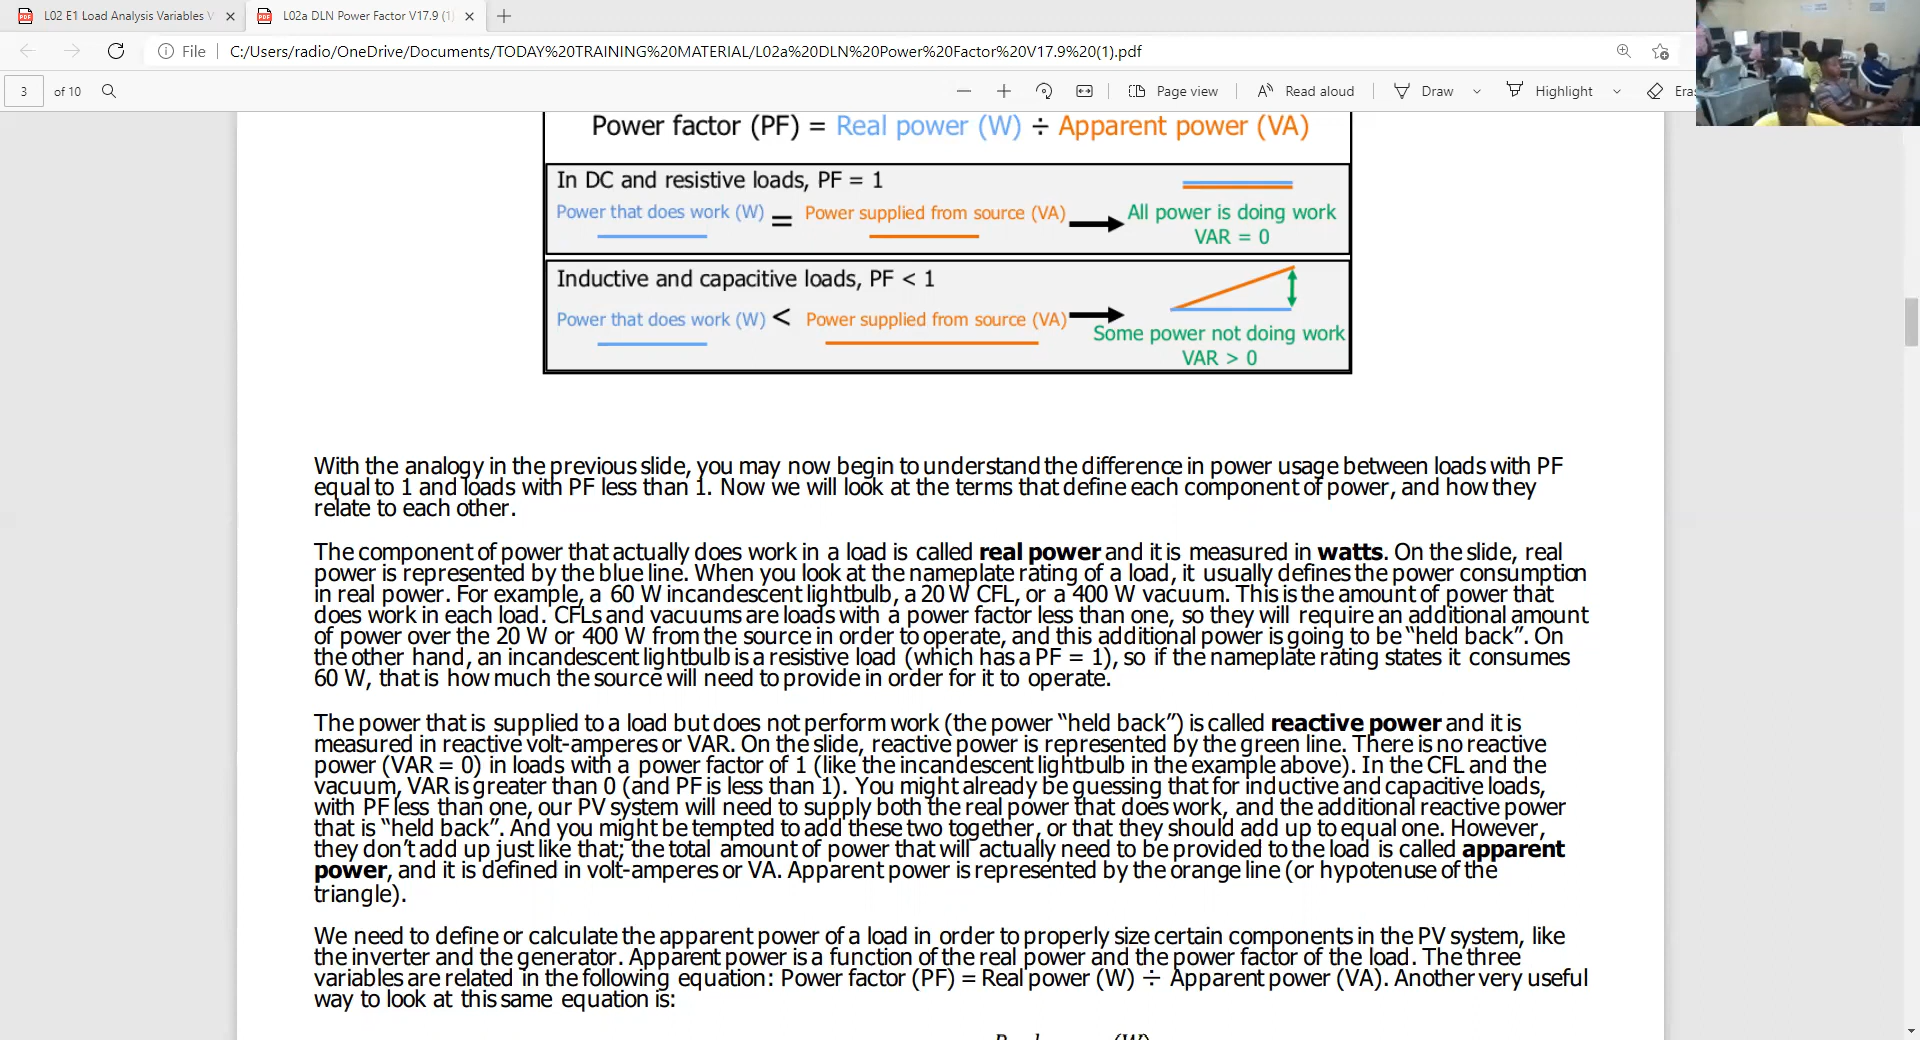 L02 E1 Load Analysis Variables V
L02a DLN Power Factor V17.9 (1)
File
C:/Users/radio/OneDrive/Documents/TODAY%20TRAINING%20MATERIAL/L02a%20DLN%20Power%20Factor%20V17.9%20(1).pdf
3 of 10
Page view
Read aloud
Draw
Highlight
Eras
Power factor (PF) = Real power (W) ÷ Apparent power (VA)
In DC and resistive loads, PF = 1
Power that does work (W) = Power supplied from source (VA) All power is doing work
VAR = 0
Inductive and capacitive loads, PF < 1
Power that does work (W) < Power supplied from source (VA)
Some power not doing work
VAR > 0
With the analogy in the previous slide, you may now begin to understand the difference in power usage between loads with PF
equal to 1 and loads with PF less than 1. Now we will look at the terms that define each component of power, and how they
relate to each other.
The component of power that actually does work in a load is called real power and it is measured in watts. On the slide, real
power is represented by the blue line. When you look at the nameplate rating of a load, it usually defines the power consumption
in real power. For example, a 60 W incandescent lightbulb, a 20 W CFL, or a 400 W vacuum. This is the amount of power that
does work in each load. CFLs and vacuums are loads with a power factor less than one, so they will require an additional amount
of power over the 20 W or 400 W from the source in order to operate, and this additional power is going to be “held back”. On
the other hand, an incandescent lightbulb is a resistive load (which has a PF = 1), so if the nameplate rating states it consumes
60 W, that is how much the source will need to provide in order for it to operate.
The power that is supplied to a load but does not perform work (the power “held back”) is called reactive power and it is
measured in reactive volt-amperes or VAR. On the slide, reactive power is represented by the green line. There is no reactive
power (VAR = 0) in loads with a power factor of 1 (like the incandescent lightbulb in the example above). In the CFL and the
vacuum, VAR is greater than 0 (and PF is less than 1). You might already be guessing that for inductive and capacitive loads,
with PF less than one, our PV system will need to supply both the real power that does work, and the additional reactive power
that is “held back”. And you might be tempted to add these two together, or that they should add up to equal one. However,
they don’t add up just like that; the total amount of power that will actually need to be provided to the load is called apparent
power, and it is defined in volt-amperes or VA. Apparent power is represented by the orange line (or hypotenuse of the
triangle).
We need to define or calculate the apparent power of a load in order to properly size certain components in the PV system, like
the inverter and the generator. Apparent power is a function of the real power and the power factor of the load. The three
variables are related in the following equation: Power factor (PF) = Real power (W) ÷ Apparent power (VA). Another very useful
way to look at this same equation is: